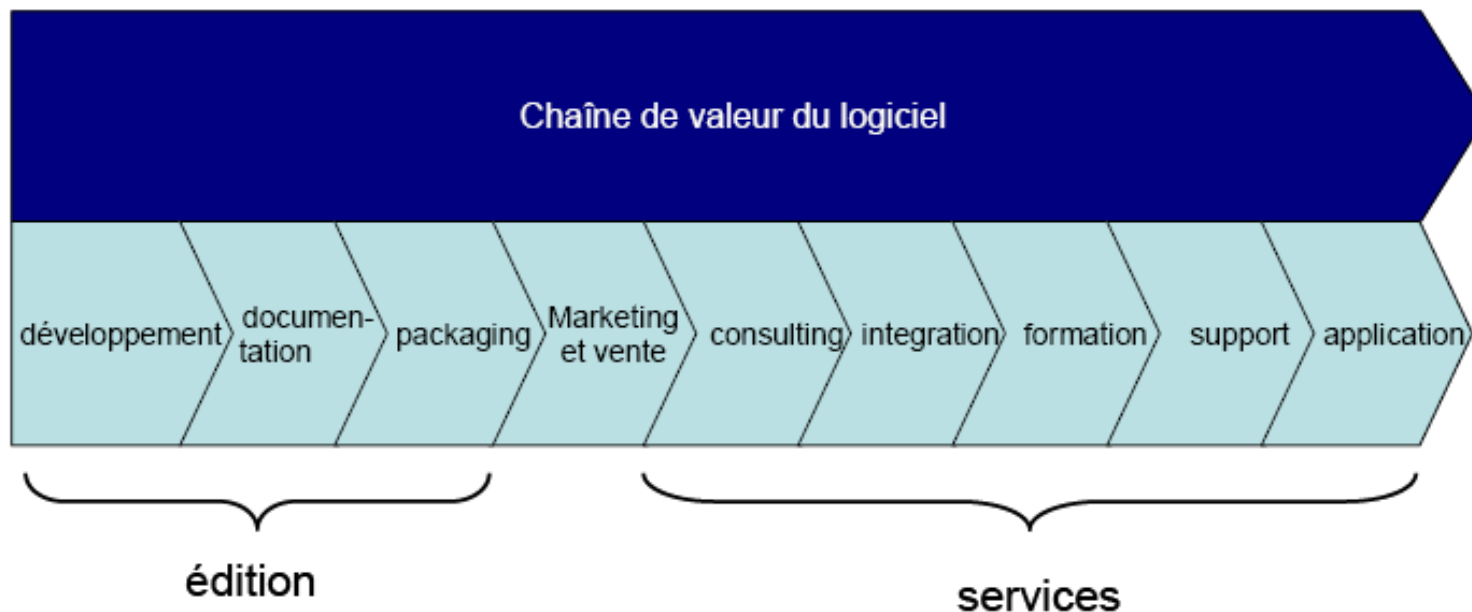 Chaîne de valeur du logiciel
développement
documen-
tation
packaging
Marketing
et vente
consulting
integration
formation
support
application
édition
services